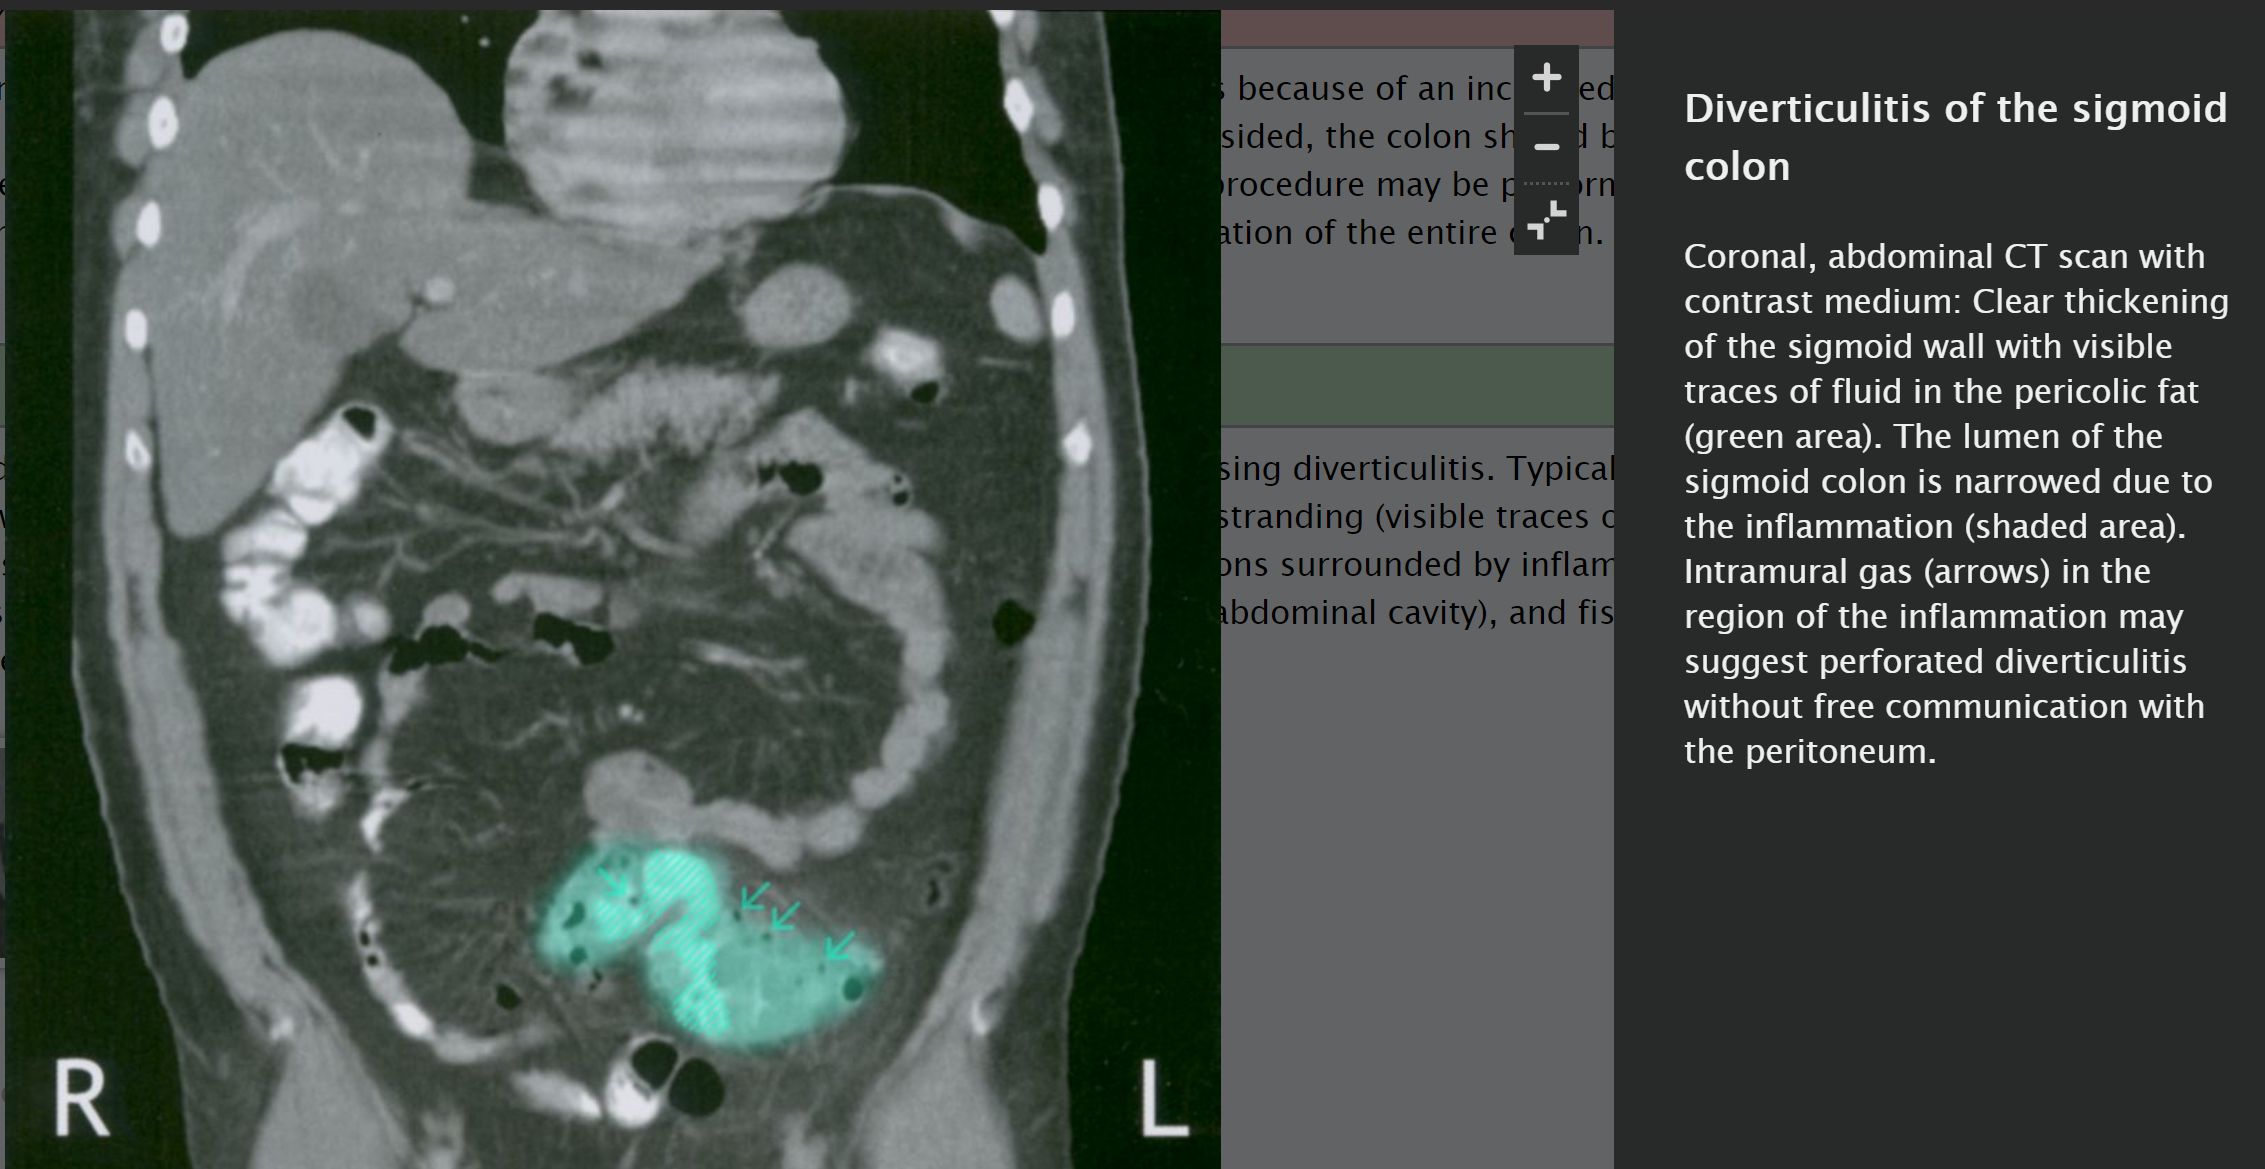 s because of an inc ed
sided, the colon sh d b
procedure may be p orn
ation of the entire n.
sing diverticulitis. Typical
stranding (visible traces o
ons surrounded by inflam
abdominal cavity), and fis
R
L
Diverticulitis of the sigmoid
colon
Coronal, abdominal CT scan with
contrast medium: Clear thickening
of the sigmoid wall with visible
traces of fluid in the pericolic fat
(green area). The lumen of the
sigmoid colon is narrowed due to
the inflammation (shaded area).
Intramural gas (arrows) in the
region of the inflammation may
suggest perforated diverticulitis
without free communication with
the peritoneum.